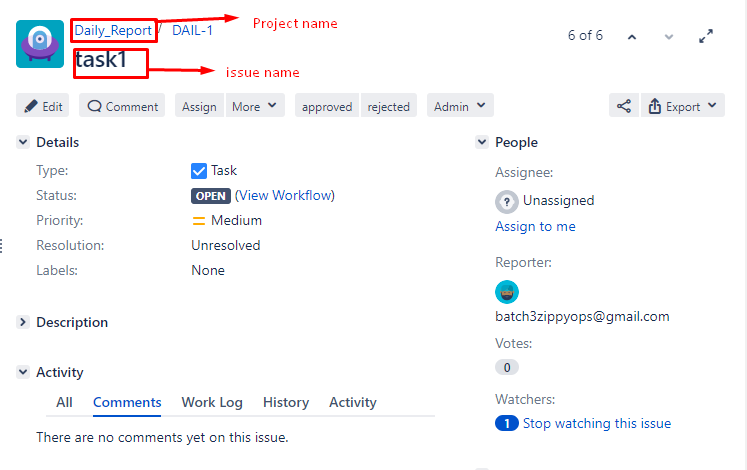 Daily_Report / DAIL-1
Project name
6 of 6
task1
issue name
Edit Comment Assign More approved rejected Admin Export
Details
Type: Task
Status: OPEN (View Workflow)
Priority: Medium
Resolution: Unresolved
Labels: None
Description
Activity
All Comments Work Log History Activity
There are no comments yet on this issue.
People
Assignee:
? Unassigned
Assign to me
Reporter:
batch3zippyops@gmail.com
Votes:
0
Watchers:
1 Stop watching this issue